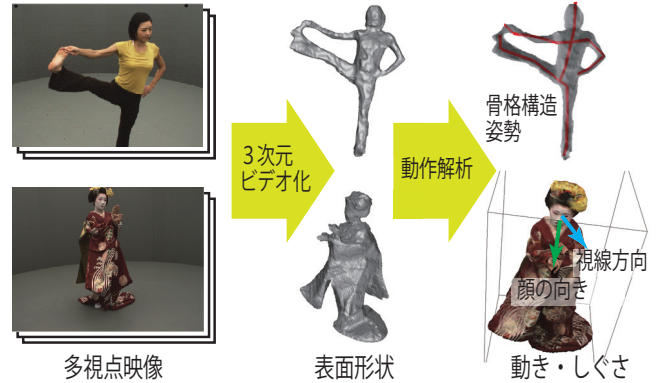 3次元
ビデオ化
動作解析
骨格構造
姿勢
視線方向
顔の向き
多視点映像
表面形状
動き・しぐさ